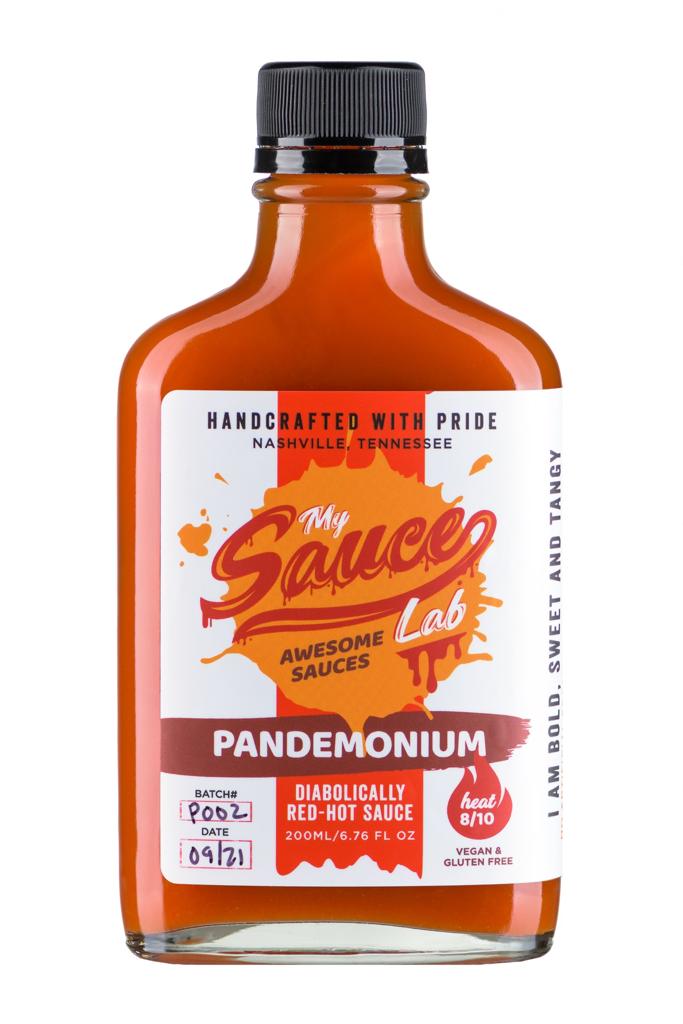 HANDCRAFTED WITH PRIDE
NASHVILLE, TENNESSEE
My
Sauce
Lab
AWESOME
SAUCES
PANDEMONIUM
BATCH#
P002
DATE
09/21
DIABOLICALLY
RED-HOT SAUCE
200ML/6.76 FL OZ
heat
8/10
VEGAN &
GLUTEN FREE
I AM BOLD, SWEET AND TANGY